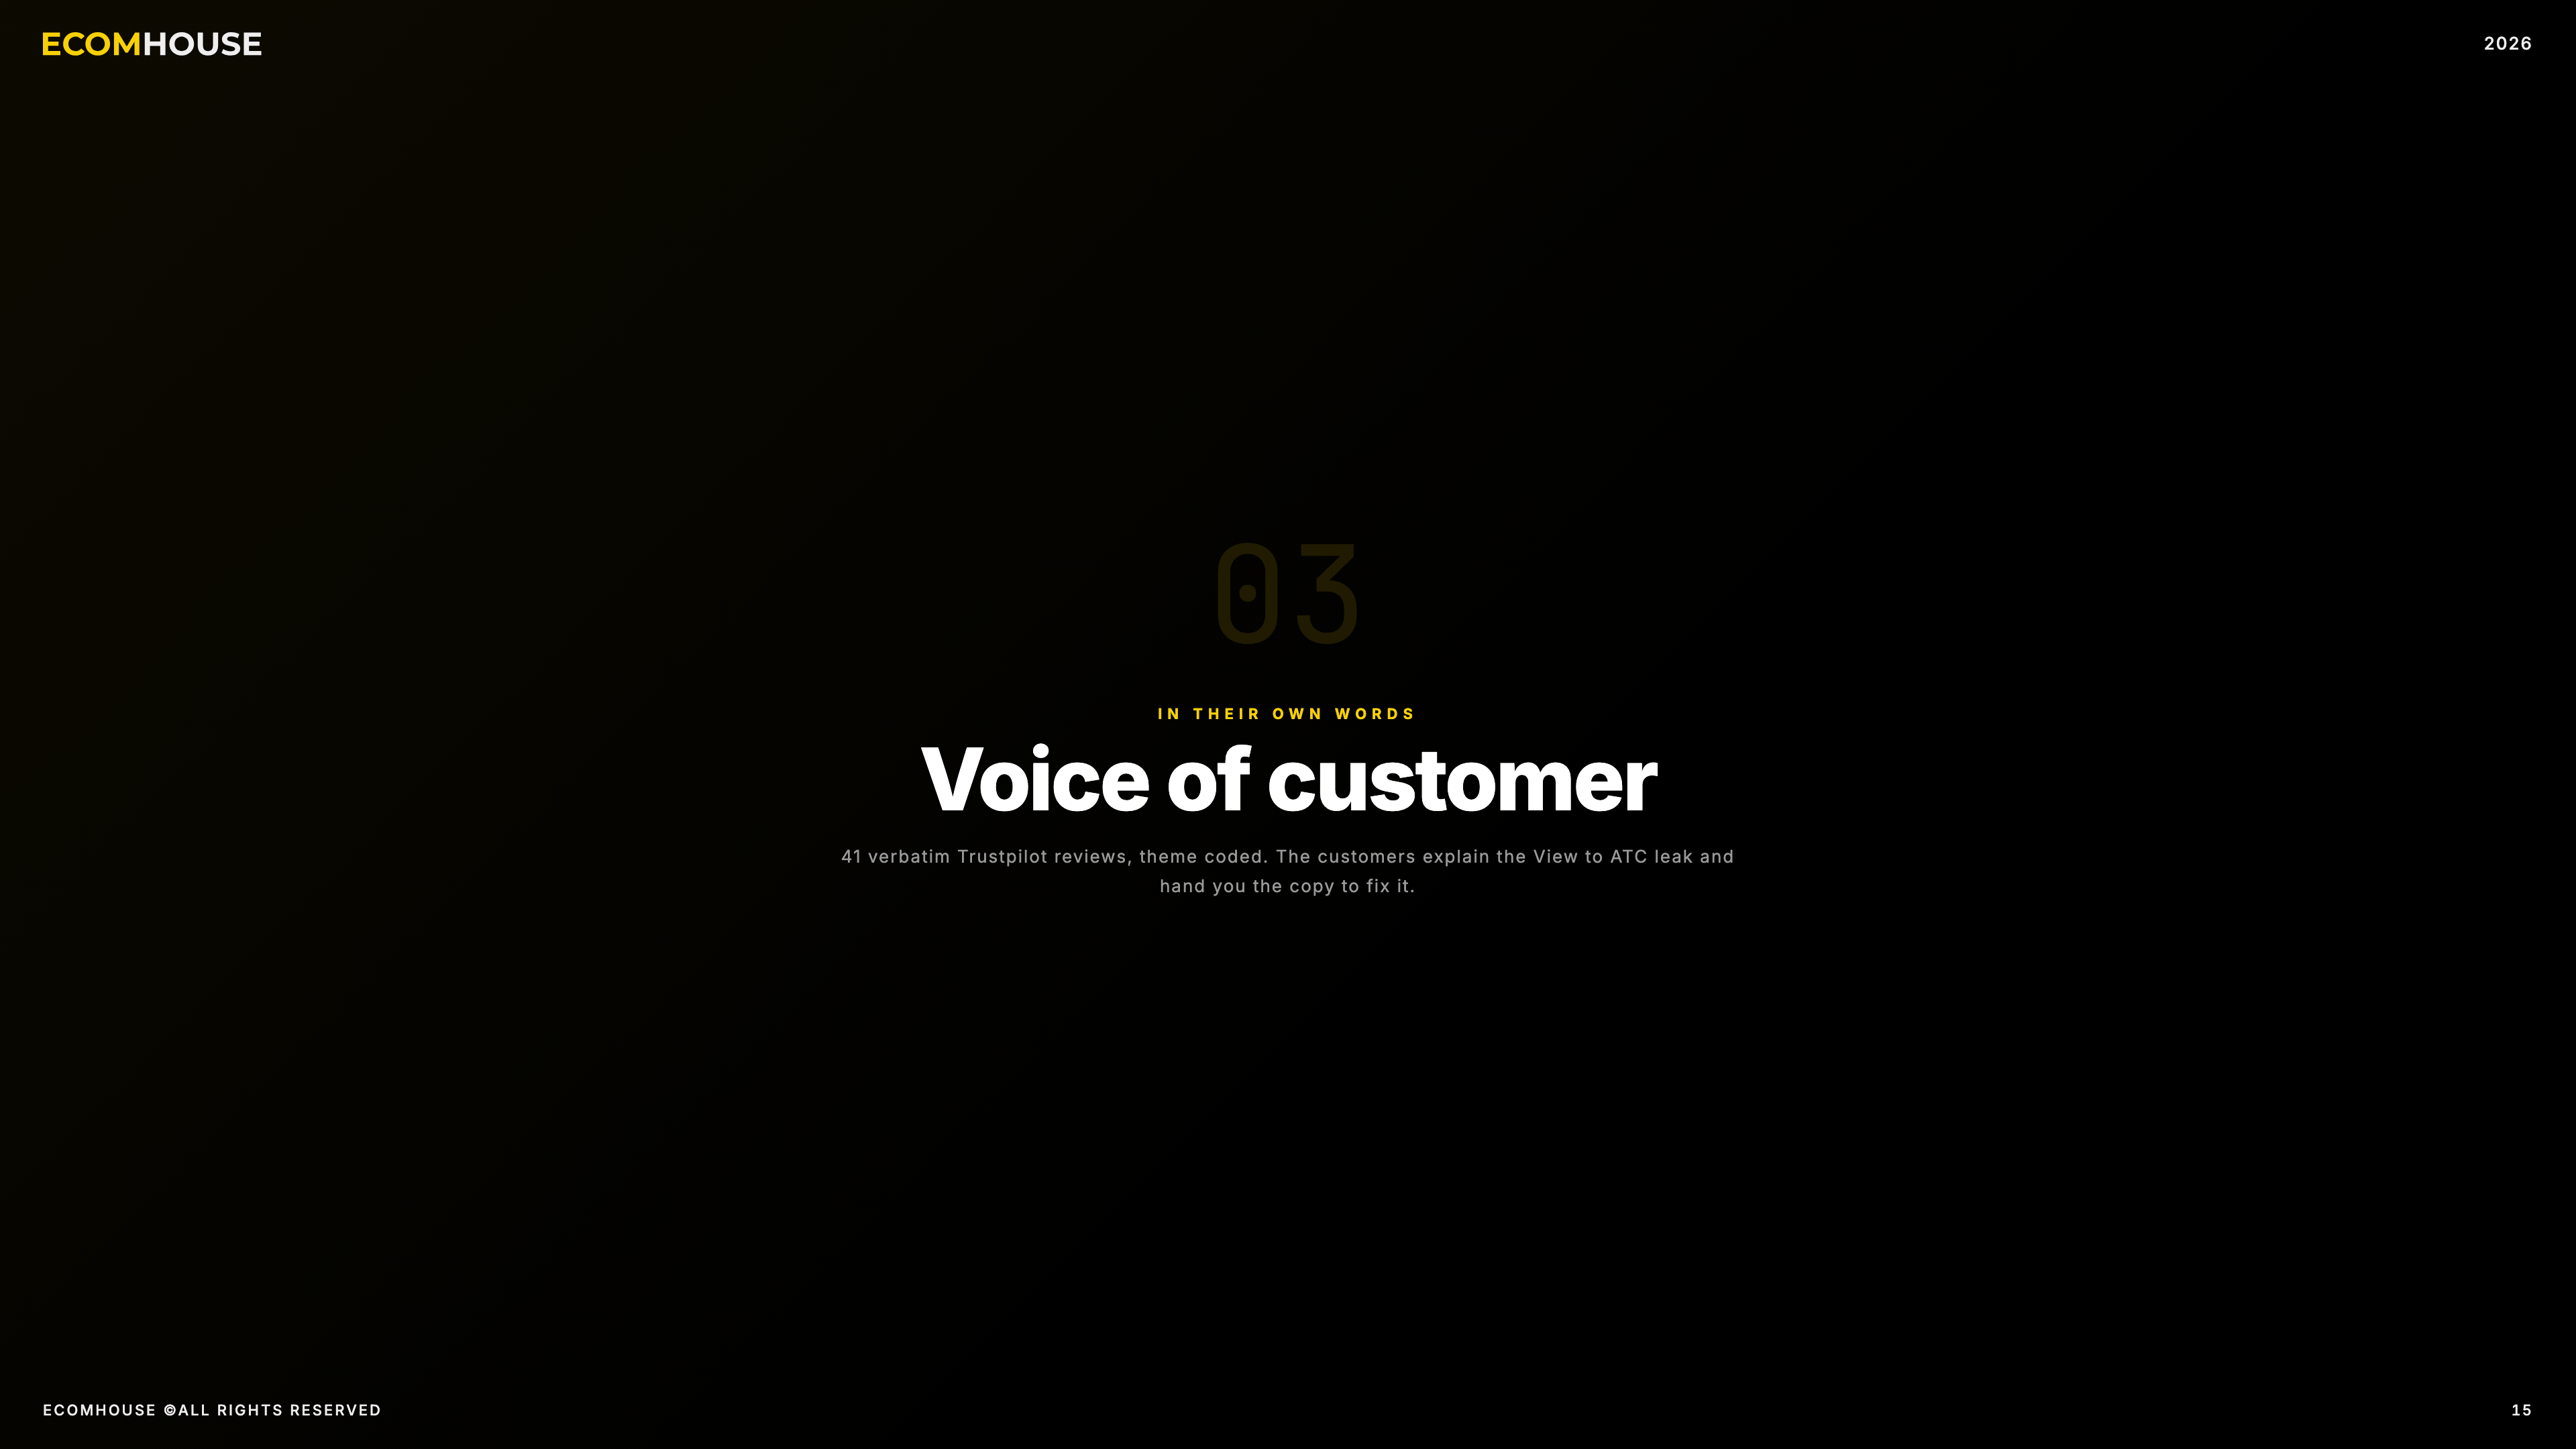 ECOMHOUSE
2026
03
IN THEIR OWN WORDS
Voice of customer
41 verbatim Trustpilot reviews, theme coded. The customers explain the View to ATC leak and
hand you the copy to fix it.
ECOMHOUSE ©ALL RIGHTS RESERVED
15